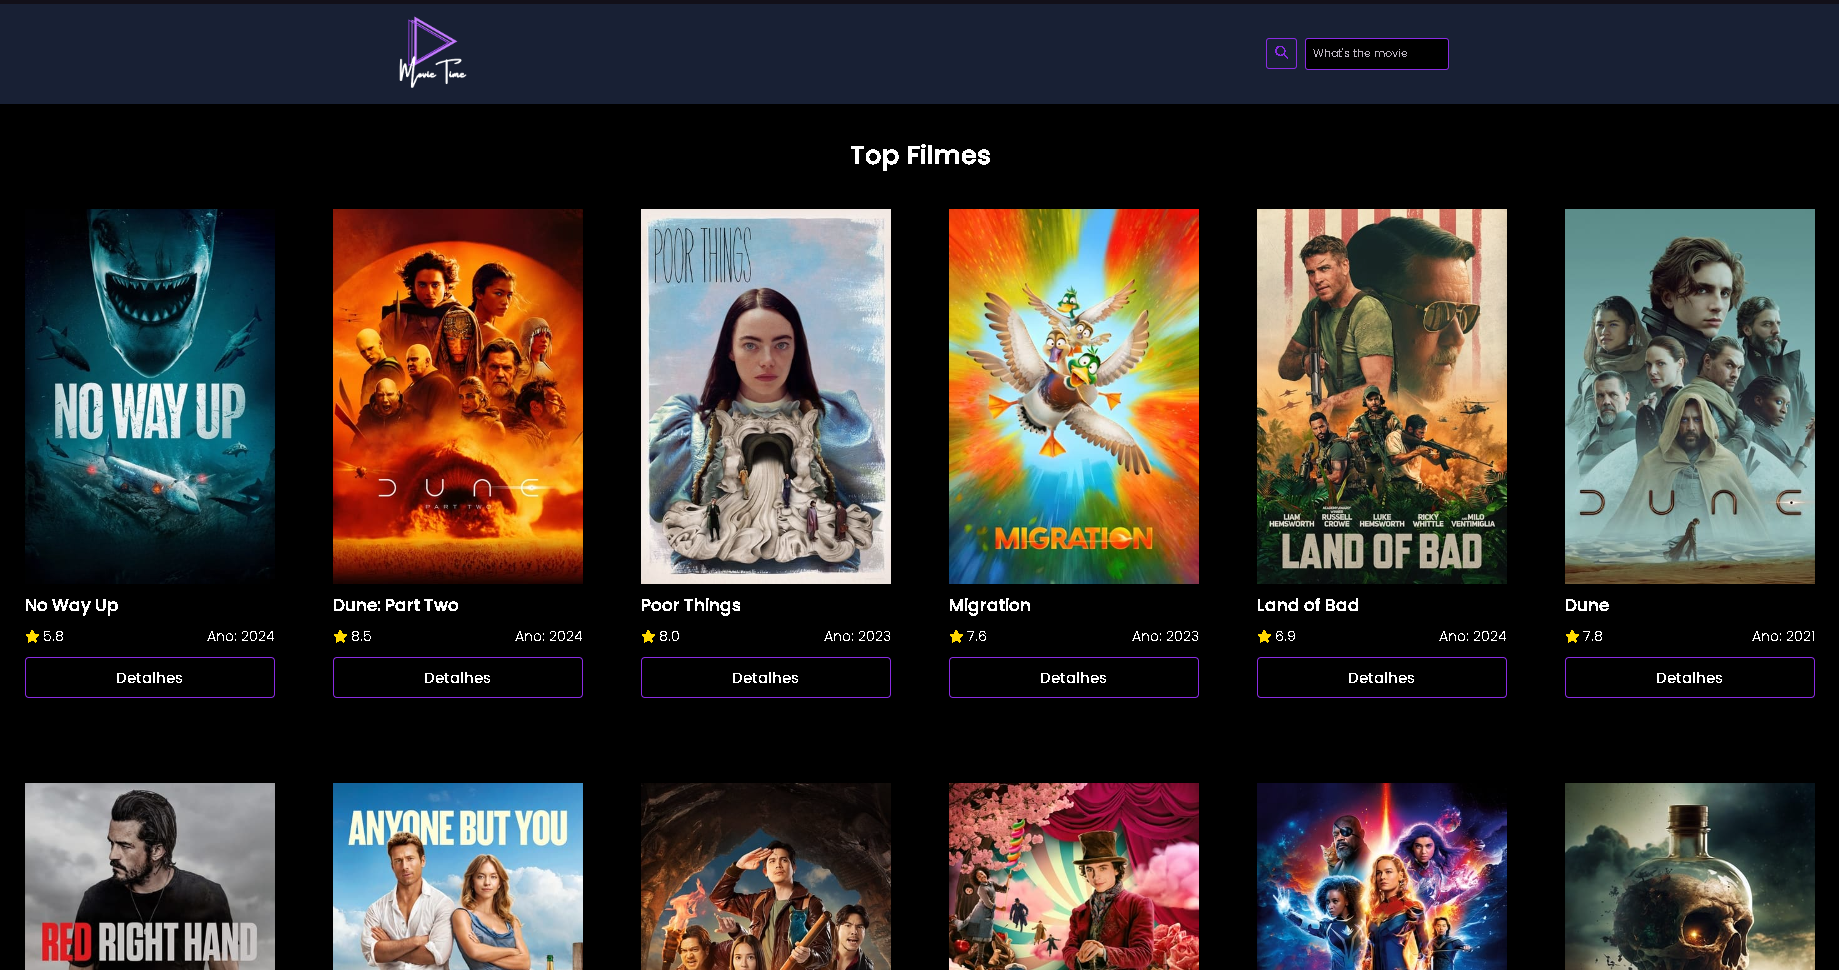 Movie Time
What's the movie
Top Filmes
NO WAY UP
DUNE
PART TWO
POOR THINGS
MIGRATION
LIAM HEMSWORTH
ACADEMY AWARD WINNER RUSSELL CROWE
LUKE HEMSWORTH
RICKY WHITTLE
AND MILO VENTIMIGLIA
LAND OF BAD
DUNE
No Way Up
5.8 Ano: 2024
Detalhes
Dune: Part Two
8.5 Ano: 2024
Detalhes
Poor Things
8.0 Ano: 2023
Detalhes
Migration
7.6 Ano: 2023
Detalhes
Land of Bad
6.9 Ano: 2024
Detalhes
Dune
7.8 Ano: 2021
Detalhes
RED RIGHT HAND
ANYONE BUT YOU